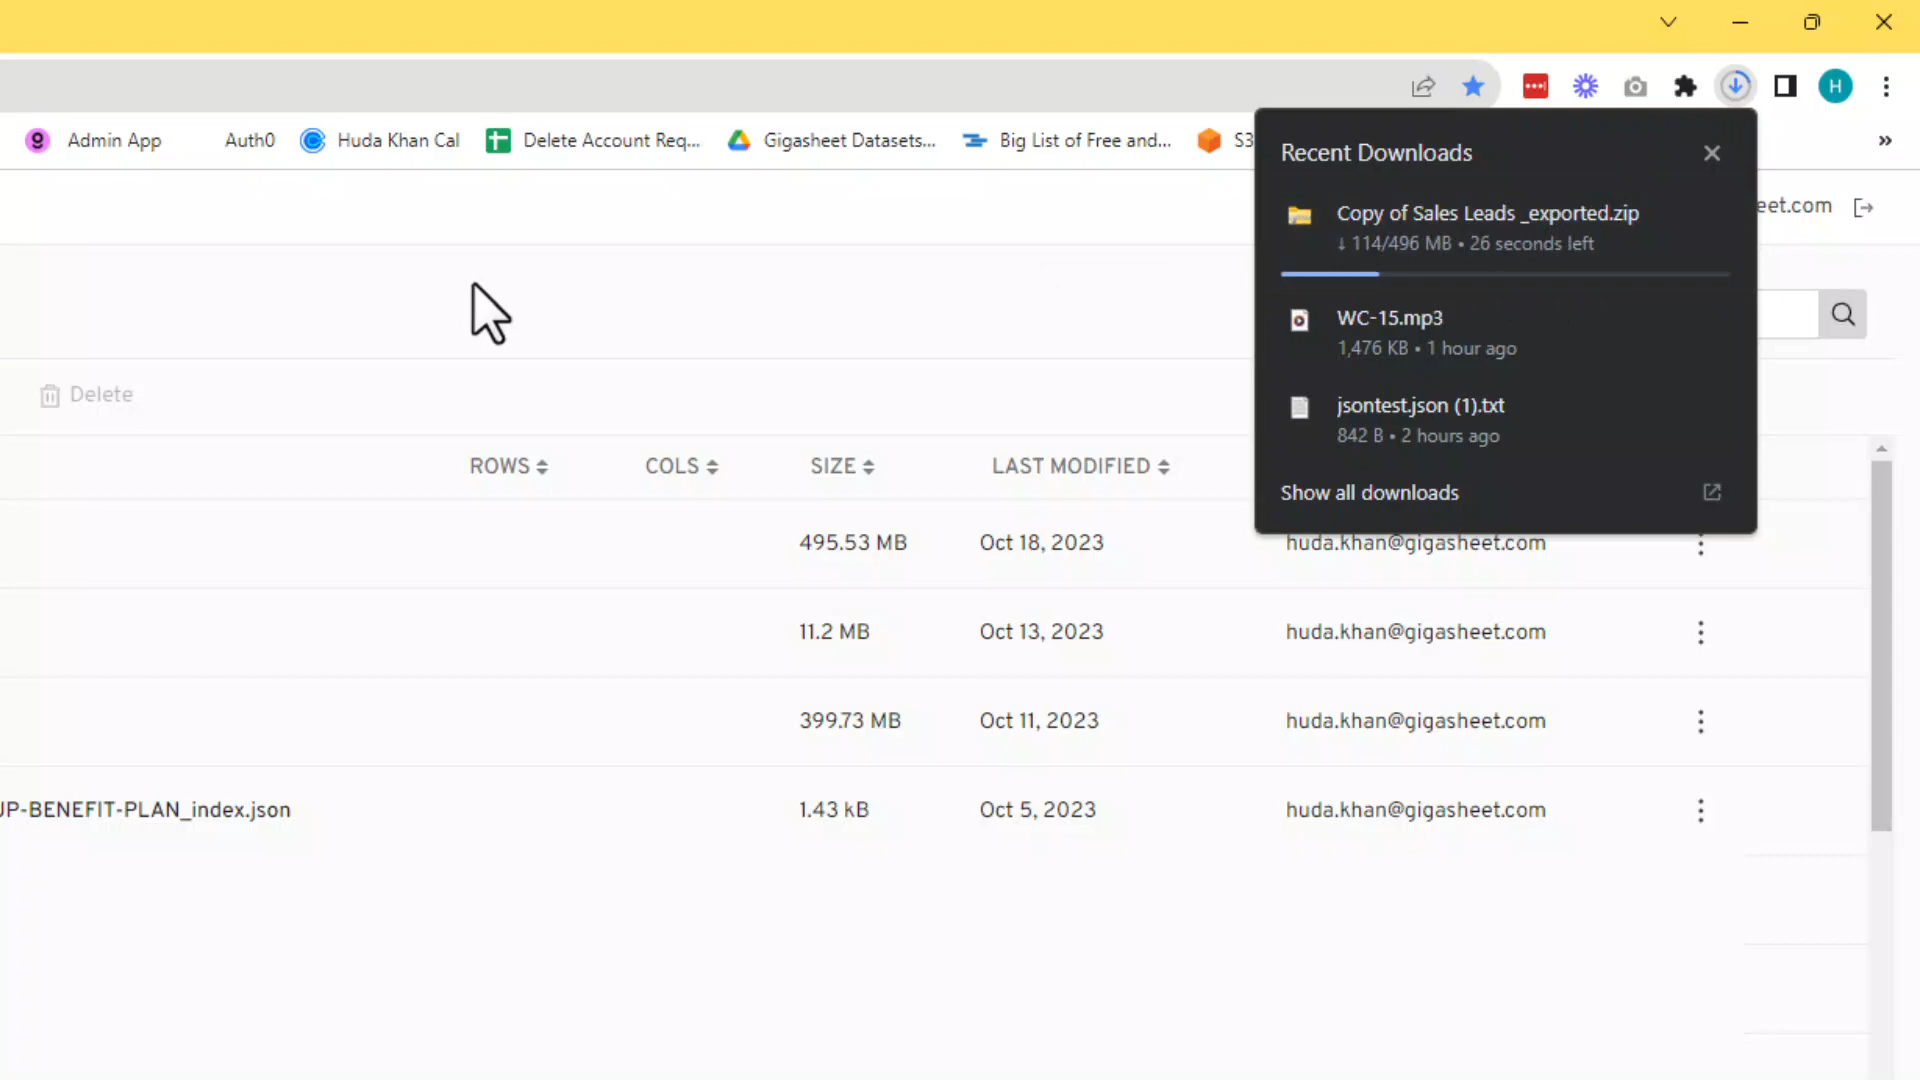 H
Admin App
Auth0
Huda Khan Cal
Delete Account Req...
Gigasheet Datasets...
Big List of Free and...
S3
»
Recent Downloads
eet.com
Copy of Sales Leads _exported.zip
↓ 114/496 MB • 26 seconds left
WC-15.mp3
1,476 KB • 1 hour ago
Delete
jsontest.json (1).txt
842 B • 2 hours ago
ROWS
COLS
SIZE
LAST MODIFIED
Show all downloads
495.53 MB
Oct 18, 2023
huda.khan@gigasheet.com
11.2 MB
Oct 13, 2023
huda.khan@gigasheet.com
399.73 MB
Oct 11, 2023
huda.khan@gigasheet.com
UP-BENEFIT-PLAN_index.json
1.43 kB
Oct 5, 2023
huda.khan@gigasheet.com